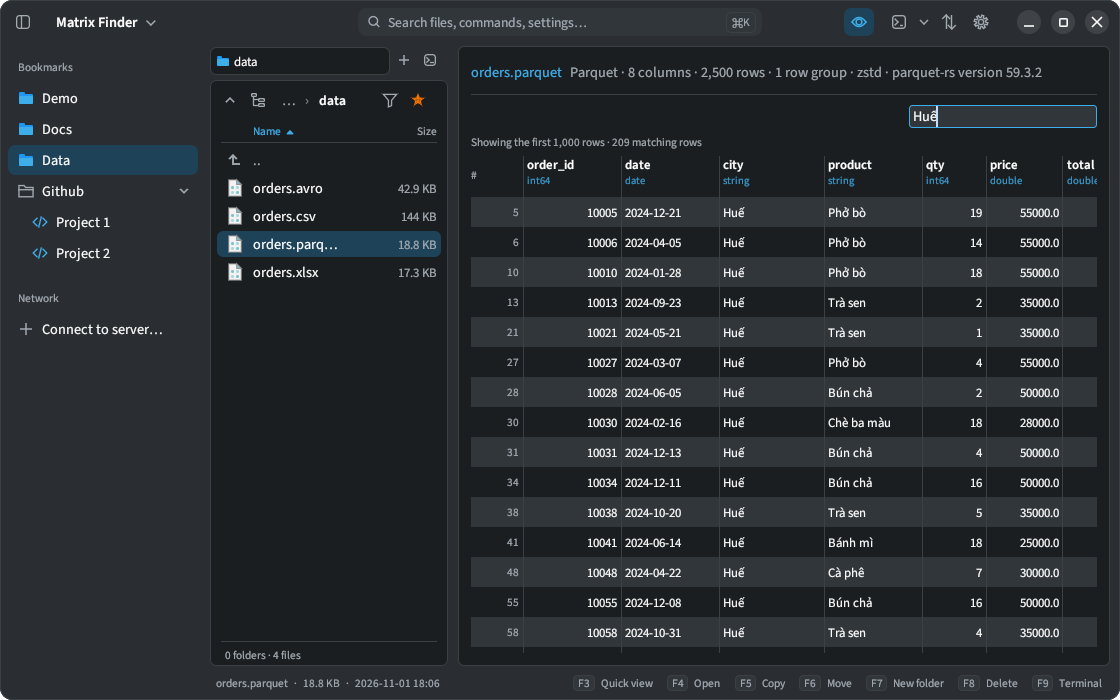 Matrix Finder
Search files, commands, settings…
⌘K
Bookmarks
Demo
Docs
Data
Github
Project 1
Project 2
Network
Connect to server…
data
… › data
Name
Size
..
orders.avro 42.9 KB
orders.csv 144 KB
orders.parq… 18.8 KB
orders.xlsx 17.3 KB
0 folders · 4 files
orders.parquet Parquet · 8 columns · 2,500 rows · 1 row group · zstd · parquet-rs version 59.3.2
Huế
Showing the first 1,000 rows · 209 matching rows
# order_id date city product qty price total
int64 date string string int64 double double
5 10005 2024-12-21 Huế Phở bò 19 55000.0
6 10006 2024-04-05 Huế Phở bò 14 55000.0
10 10010 2024-01-28 Huế Phở bò 18 55000.0
13 10013 2024-09-23 Huế Trà sen 2 35000.0
21 10021 2024-05-21 Huế Trà sen 1 35000.0
27 10027 2024-03-07 Huế Phở bò 4 55000.0
28 10028 2024-06-05 Huế Bún chả 2 50000.0
30 10030 2024-02-16 Huế Chè ba màu 18 28000.0
31 10031 2024-12-13 Huế Bún chả 4 50000.0
34 10034 2024-12-11 Huế Bún chả 16 50000.0
38 10038 2024-10-20 Huế Trà sen 5 35000.0
41 10041 2024-06-14 Huế Bánh mì 18 25000.0
48 10048 2024-04-22 Huế Cà phê 7 30000.0
55 10055 2024-12-08 Huế Bún chả 16 50000.0
58 10058 2024-10-31 Huế Trà sen 4 35000.0
orders.parquet · 18.8 KB · 2026-11-01 18:06
F3 Quick view F4 Open F5 Copy F6 Move F7 New folder F8 Delete F9 Terminal